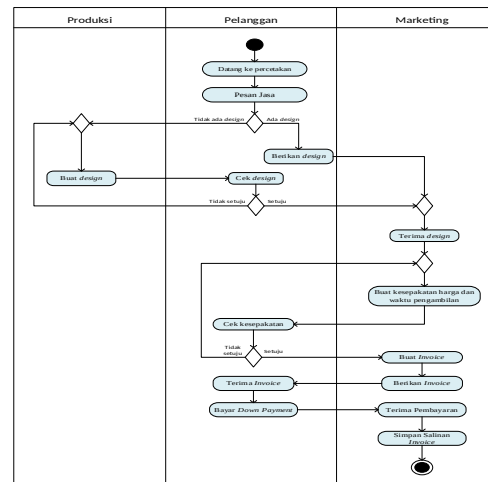 Produksi
Pelanggan
Marketing
Datang ke percetakan
Pesan Jasa
Tidak ada design
Ada design
Berikan design
Buat design
Cek design
Tidak setuju
Setuju
Terima design
Buat kesepakatan harga dan
waktu pengambilan
Cek kesepakatan
Tidak
setuju
Setuju
Buat Invoice
Terima Invoice
Berikan Invoice
Bayar Down Payment
Terima Pembayaran
Simpan Salinan
Invoice